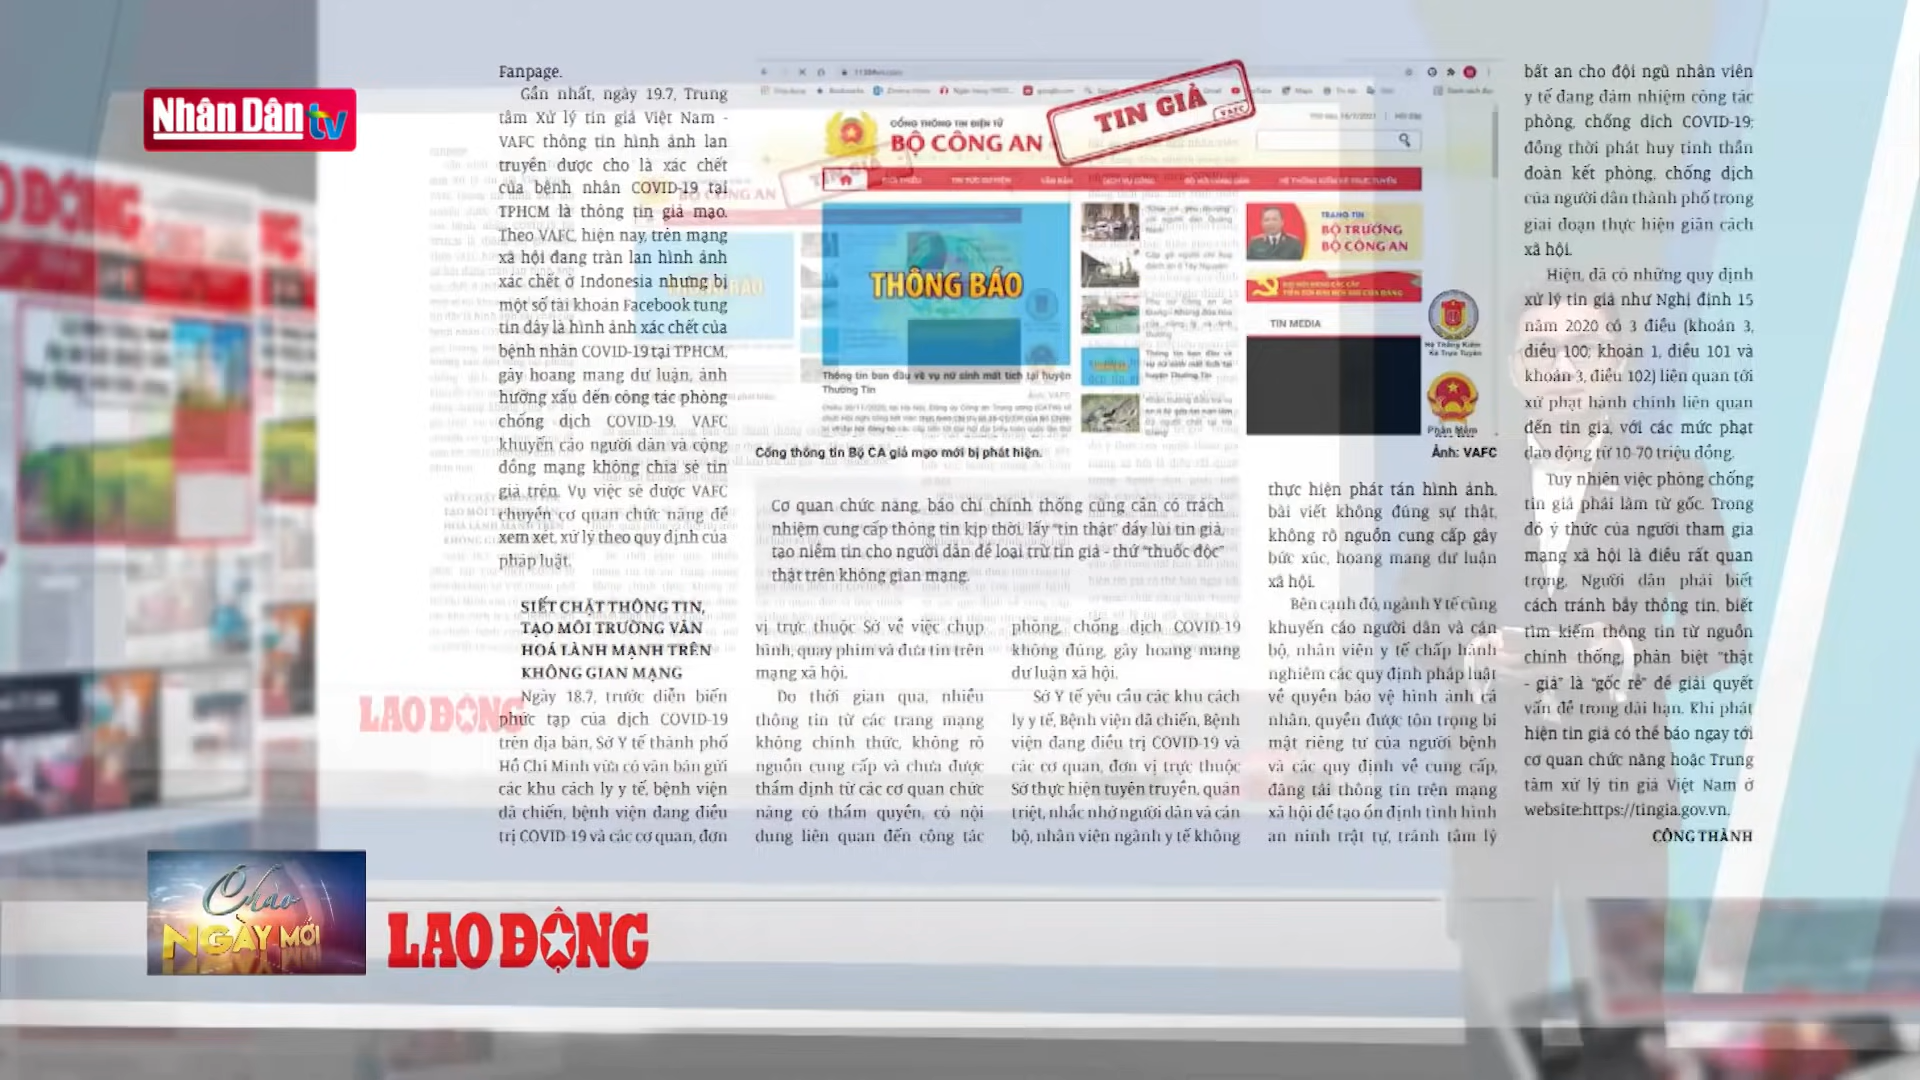 Nhân Dân tv
Fanpage.
Gần nhất, ngày 19.7, Trung
tâm Xử lý tin giả Việt Nam -
VAFC thông tin hình ảnh lan
truyền được cho là xác chết
của bệnh nhân COVID-19 tại
TPHCM là thông tin giả mạo.
Theo VAFC, hiện nay, trên mạng
xã hội đang tràn lan hình ảnh
xác chết ở Indonesia nhưng bị
một số tài khoản Facebook tung
tin đây là hình ảnh xác chết của
bệnh nhân COVID-19 tại TPHCM,
gây hoang mang dư luận, ảnh
hưởng xấu đến công tác phòng
chống dịch COVID-19. VAFC
khuyến cáo người dân và cộng
đồng mạng không chia sẻ tin
giả trên. Vụ việc sẽ được VAFC
chuyển cơ quan chức năng để
xem xét, xử lý theo quy định của
pháp luật.
SIẾT CHẶT THÔNG TIN,
TẠO MÔI TRƯỜNG VĂN
HOÁ LÀNH MẠNH TRÊN
KHÔNG GIAN MẠNG
Ngày 18.7, trước diễn biến
phức tạp của dịch COVID-19
trên địa bàn, Sở Y tế thành phố
Hồ Chí Minh vừa có văn bản gửi
các khu cách ly y tế, bệnh viện
dã chiến, bệnh viện đang điều
trị COVID-19 và các cơ quan, đơn
CỔNG THÔNG TIN ĐIỆN TỬ
BỘ CÔNG AN
TIN GIẢ
VAFC
THÔNG BÁO
Thông tin ban đầu về vụ nữ sinh mất tích tại huyện
Thường Tín
TRANG TIN
BỘ TRƯỞNG
BỘ CÔNG AN
TIN MEDIA
Cổng thông tin Bộ CA giả mạo mới bị phát hiện.
Ảnh: VAFC
Cơ quan chức năng, báo chí chính thống cũng cần có trách
nhiệm cung cấp thông tin kịp thời, lấy "tin thật" đẩy lùi tin giả,
tạo niềm tin cho người dân để loại trừ tin giả - thứ "thuốc độc"
thật trên không gian mạng.
vị trực thuộc Sở về việc chụp
hình, quay phim và đưa tin trên
mạng xã hội.
Do thời gian qua, nhiều
thông tin từ các trang mạng
không chính thức, không rõ
nguồn cung cấp và chưa được
thẩm định từ các cơ quan chức
năng có thẩm quyền, có nội
dung liên quan đến công tác
phòng, chống dịch COVID-19
không đúng, gây hoang mang
dư luận xã hội.
Sở Y tế yêu cầu các khu cách
ly y tế, Bệnh viện dã chiến, Bệnh
viện đang điều trị COVID-19 và
các cơ quan, đơn vị trực thuộc
Sở thực hiện tuyên truyền, quán
triệt, nhắc nhở người dân và cán
bộ, nhân viên ngành y tế không
thực hiện phát tán hình ảnh,
bài viết không đúng sự thật,
không rõ nguồn cung cấp gây
bức xúc, hoang mang dư luận
xã hội.
Bên cạnh đó, ngành Y tế cũng
khuyến cáo người dân và cán
bộ, nhân viên y tế chấp hành
nghiêm các quy định pháp luật
về quyền bảo vệ hình ảnh cá
nhân, quyền được tôn trọng bí
mật riêng tư của người bệnh
và các quy định về cung cấp,
đăng tải thông tin trên mạng
xã hội để tạo ổn định tình hình
an ninh trật tự, tránh tâm lý
bất an cho đội ngũ nhân viên
y tế đang đảm nhiệm công tác
phòng, chống dịch COVID-19;
đồng thời phát huy tinh thần
đoàn kết phòng, chống dịch
của người dân thành phố trong
giai đoạn thực hiện giãn cách
xã hội.
Hiện, đã có những quy định
xử lý tin giả như Nghị định 15
năm 2020 có 3 điều (khoản 3,
điều 100; khoản 1, điều 101 và
khoản 3, điều 102) liên quan tới
xử phạt hành chính liên quan
đến tin giả, với các mức phạt
dao động từ 10-70 triệu đồng.
Tuy nhiên việc phòng chống
tin giả phải làm từ gốc. Trong
đó ý thức của người tham gia
mạng xã hội là điều rất quan
trọng. Người dân phải biết
cách tránh bẫy thông tin, biết
tìm kiếm thông tin từ nguồn
chính thống, phân biệt "thật
- giả" là "gốc rễ" để giải quyết
vấn đề trong dài hạn. Khi phát
hiện tin giả có thể báo ngay tới
cơ quan chức năng hoặc Trung
tâm xử lý tin giả Việt Nam ở
website:https://tingia.gov.vn.
CÔNG THÀNH
LAO ĐỘNG
Chào
NGÀY MỚI
LAO ĐỘNG